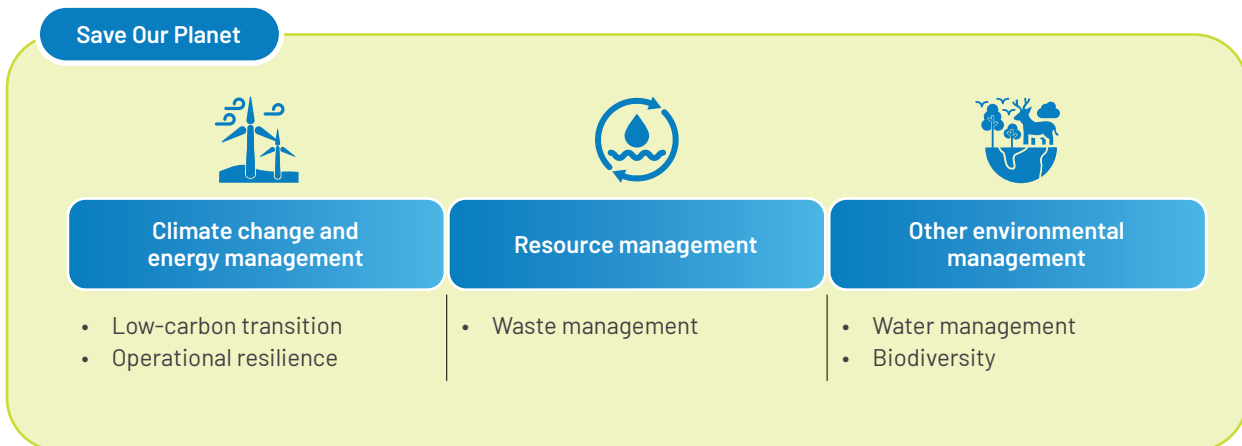 Save Our Planet
Climate change and
energy management
• Low-carbon transition
• Operational resilience
Resource management
• Waste management
Other environmental
management
• Water management
• Biodiversity